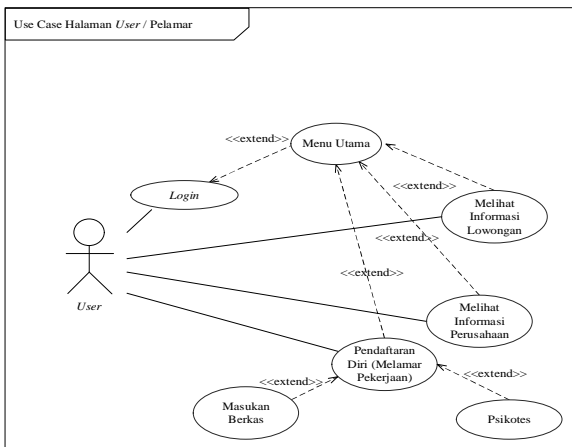 Use Case Halaman User / Pelamar
<<extend>>
Menu Utama
Login
<<extend>>
Melihat
Informasi
Lowongan
<<extend>>
User
<<extend>>
Melihat
Informasi
Perusahaan
Pendaftaran
Diri (Melamar
Pekerjaan)
<<extend>>
<<extend>>
Masukan
Berkas
Psikotes